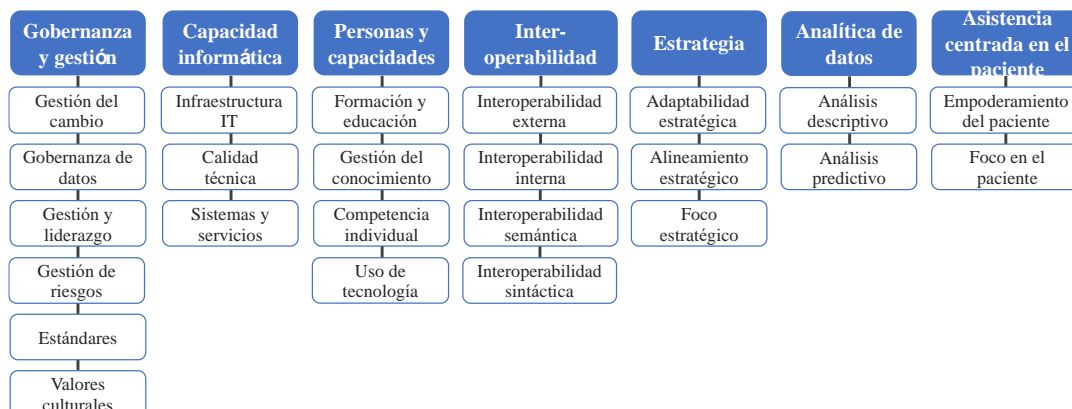 Gobernanza
y gestión
Gestión del
cambio
Gobernanza de
datos
Gestión y
liderazgo
Gestión de
riesgos
Estándares
Valores
culturales
Capacidad
informática
Infraestructura
IT
Calidad
técnica
Sistemas y
servicios
Personas y
capacidades
Formación y
educación
Gestión del
conocimiento
Competencia
individual
Uso de
tecnología
Inter-
operabilidad
Interoperabilidad
externa
Interoperabilidad
interna
Interoperabilidad
semántica
Interoperabilidad
sintáctica
Estrategia
Adaptabilidad
estratégica
Alineamiento
estratégico
Foco
estratégico
Analítica de
datos
Análisis
descriptivo
Análisis
predictivo
Asistencia
centrada en el
paciente
Empoderamiento
del paciente
Foco en el
paciente